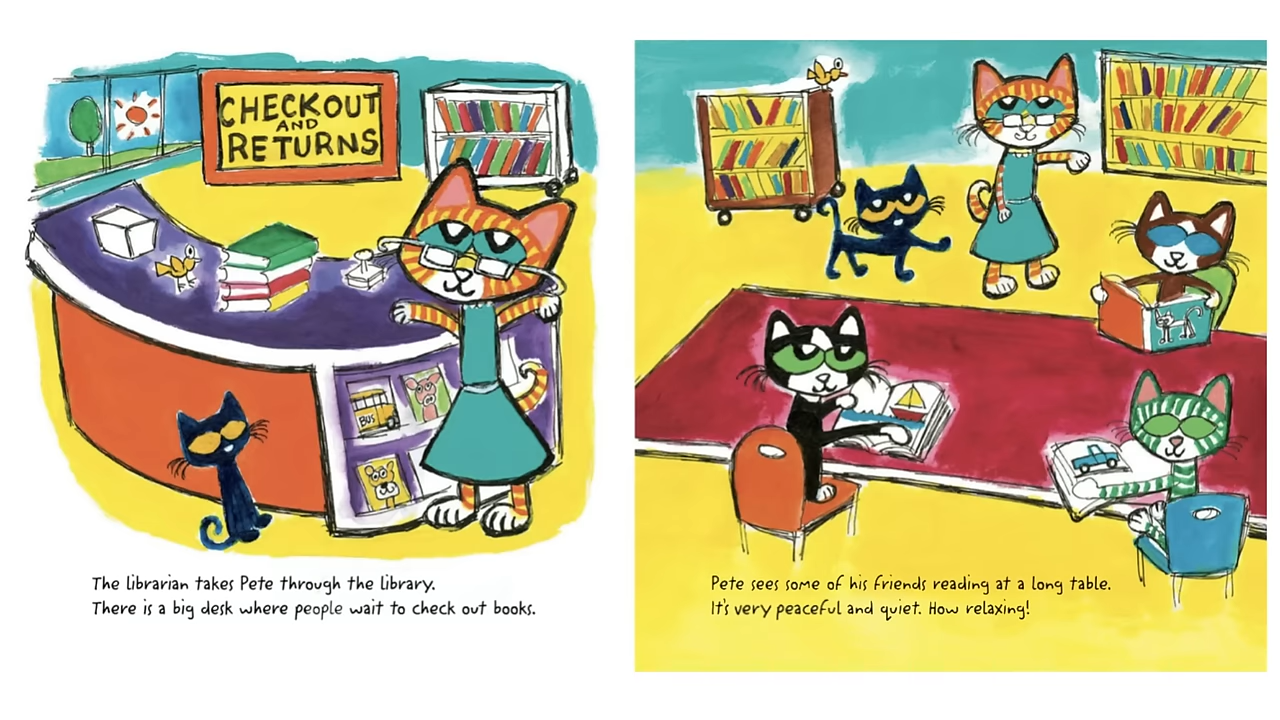 CHECKOUT
AND
RETURNS
BUS
The librarian takes Pete through the library.
There is a big desk where people wait to check out books.
Pete sees some of his friends reading at a long table.
It's very peaceful and quiet. How relaxing!